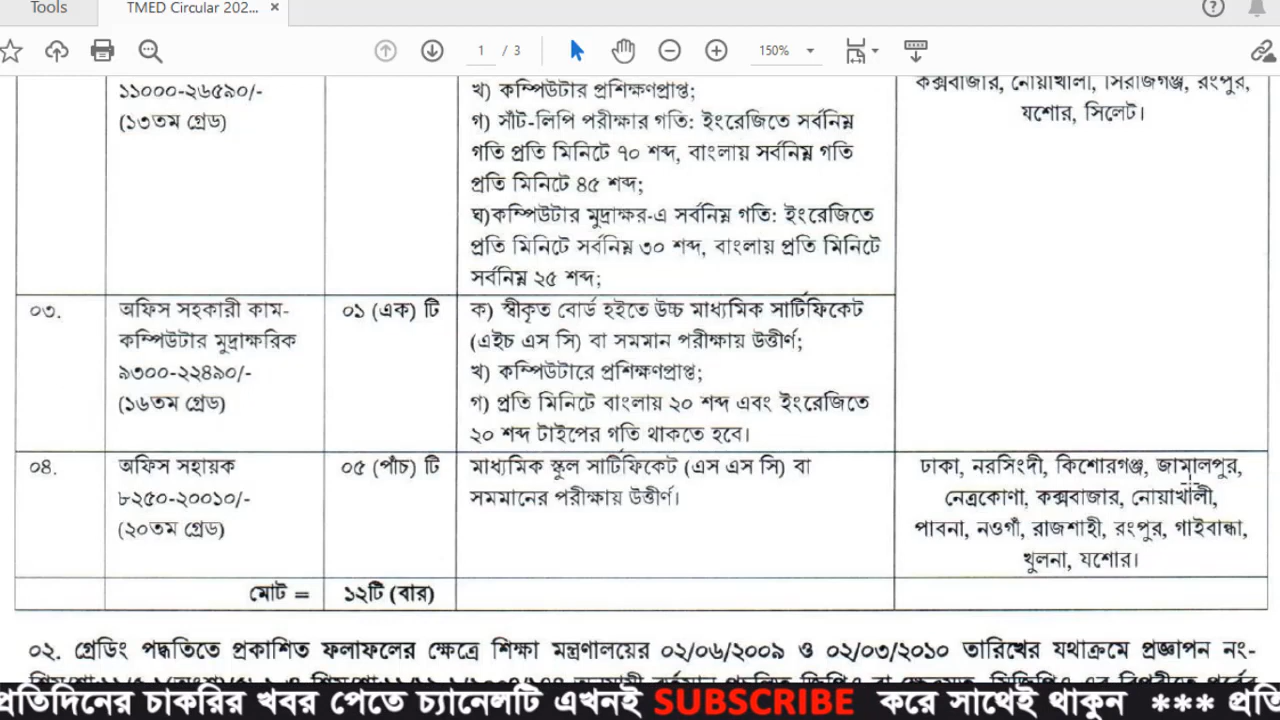 Tools
TMED Circular 202... ×
1 / 3
150%
১১০০০-২৬৫৯০/-
(১৩তম গ্রেড)
খ) কম্পিউটার প্রশিক্ষণপ্রাপ্ত;
গ) সাঁট-লিপি পরীক্ষার গতি: ইংরেজিতে সর্বনিম্ন
গতি প্রতি মিনিটে ৭০ শব্দ, বাংলায় সর্বনিম্ন গতি
প্রতি মিনিটে ৪৫ শব্দ;
ঘ)কম্পিউটার মুদ্রাক্ষর-এ সর্বনিম্ন গতি: ইংরেজিতে
প্রতি মিনিটে সর্বনিম্ন ৩০ শব্দ, বাংলায় প্রতি মিনিটে
সর্বনিম্ন ২৫ শব্দ;
কক্সবাজার, নোয়াখালী, সিরাজগঞ্জ, রংপুর,
যশোর, সিলেট।
০৩.
অফিস সহকারী কাম-
কম্পিউটার মুদ্রাক্ষরিক
৯৩০০-২২৪৯০/-
(১৬তম গ্রেড)
০১ (এক) টি
ক) স্বীকৃত বোর্ড হইতে উচ্চ মাধ্যমিক সার্টিফিকেট
(এইচ এস সি) বা সমমান পরীক্ষায় উত্তীর্ণ;
খ) কম্পিউটারে প্রশিক্ষণপ্রাপ্ত;
গ) প্রতি মিনিটে বাংলায় ২০ শব্দ এবং ইংরেজিতে
২০ শব্দ টাইপের গতি থাকতে হবে।
০৪.
অফিস সহায়ক
৮২৫০-২০০১০/-
(২০তম গ্রেড)
০৫ (পাঁচ) টি
মাধ্যমিক স্কুল সার্টিফিকেট (এস এস সি) বা
সমমানের পরীক্ষায় উত্তীর্ণ।
ঢাকা, নরসিংদী, কিশোরগঞ্জ, জামালপুর,
নেত্রকোণা, কক্সবাজার, নোয়াখালী,
পাবনা, নওগাঁ, রাজশাহী, রংপুর, গাইবান্ধা,
খুলনা, যশোর।
মোট = ১২টি (বার)
০২. গ্রেডিং পদ্ধতিতে প্রকাশিত ফলাফলের ক্ষেত্রে শিক্ষা মন্ত্রণালয়ের ০২/০৬/২০০৯ ও ০২/০৩/২০১০ তারিখের যথাক্রমে প্রজ্ঞাপন নং-
প্রতিদিনের চাকরির খবর পেতে চ্যানেলটি এখনই SUBSCRIBE করে সাথেই থাকুন *** প্রতি